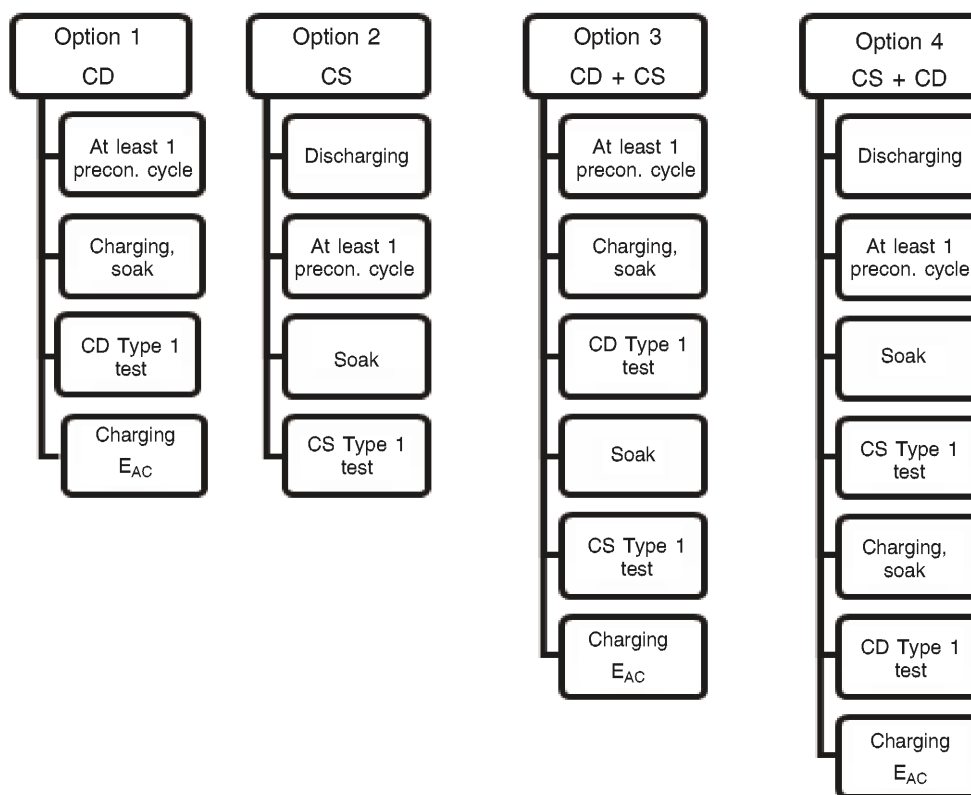 Option 1
CD
At least 1
precon. cycle
Charging,
soak
CD Type 1
test
Charging
E_AC
Option 2
CS
Discharging
At least 1
precon. cycle
Soak
CS Type 1
test
Option 3
CD + CS
At least 1
precon. cycle
Charging,
soak
CD Type 1
test
Soak
CS Type 1
test
Charging
E_AC
Option 4
CS + CD
Discharging
At least 1
precon. cycle
Soak
CS Type 1
test
Charging,
soak
CD Type 1
test
Charging
E_AC